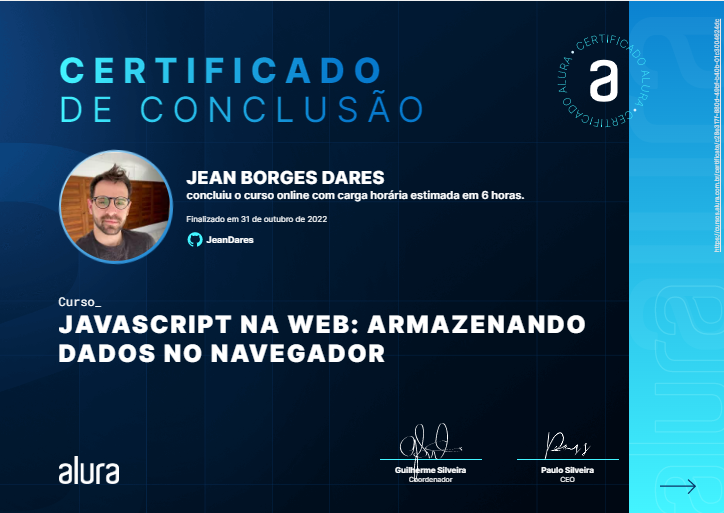 CERTIFICADO
DE CONCLUSÃO
CERTIFICADO ALURA • CERTIFICADO ALURA •
a
JEAN BORGES DARES
concluiu o curso online com carga horária estimada em 6 horas.
Finalizado em 31 de outubro de 2022
JeanDares
Curso_
JAVASCRIPT NA WEB: ARMAZENANDO
DADOS NO NAVEGADOR
alura
Guilherme Silveira
Coordenador
Paulo Silveira
CEO
alura